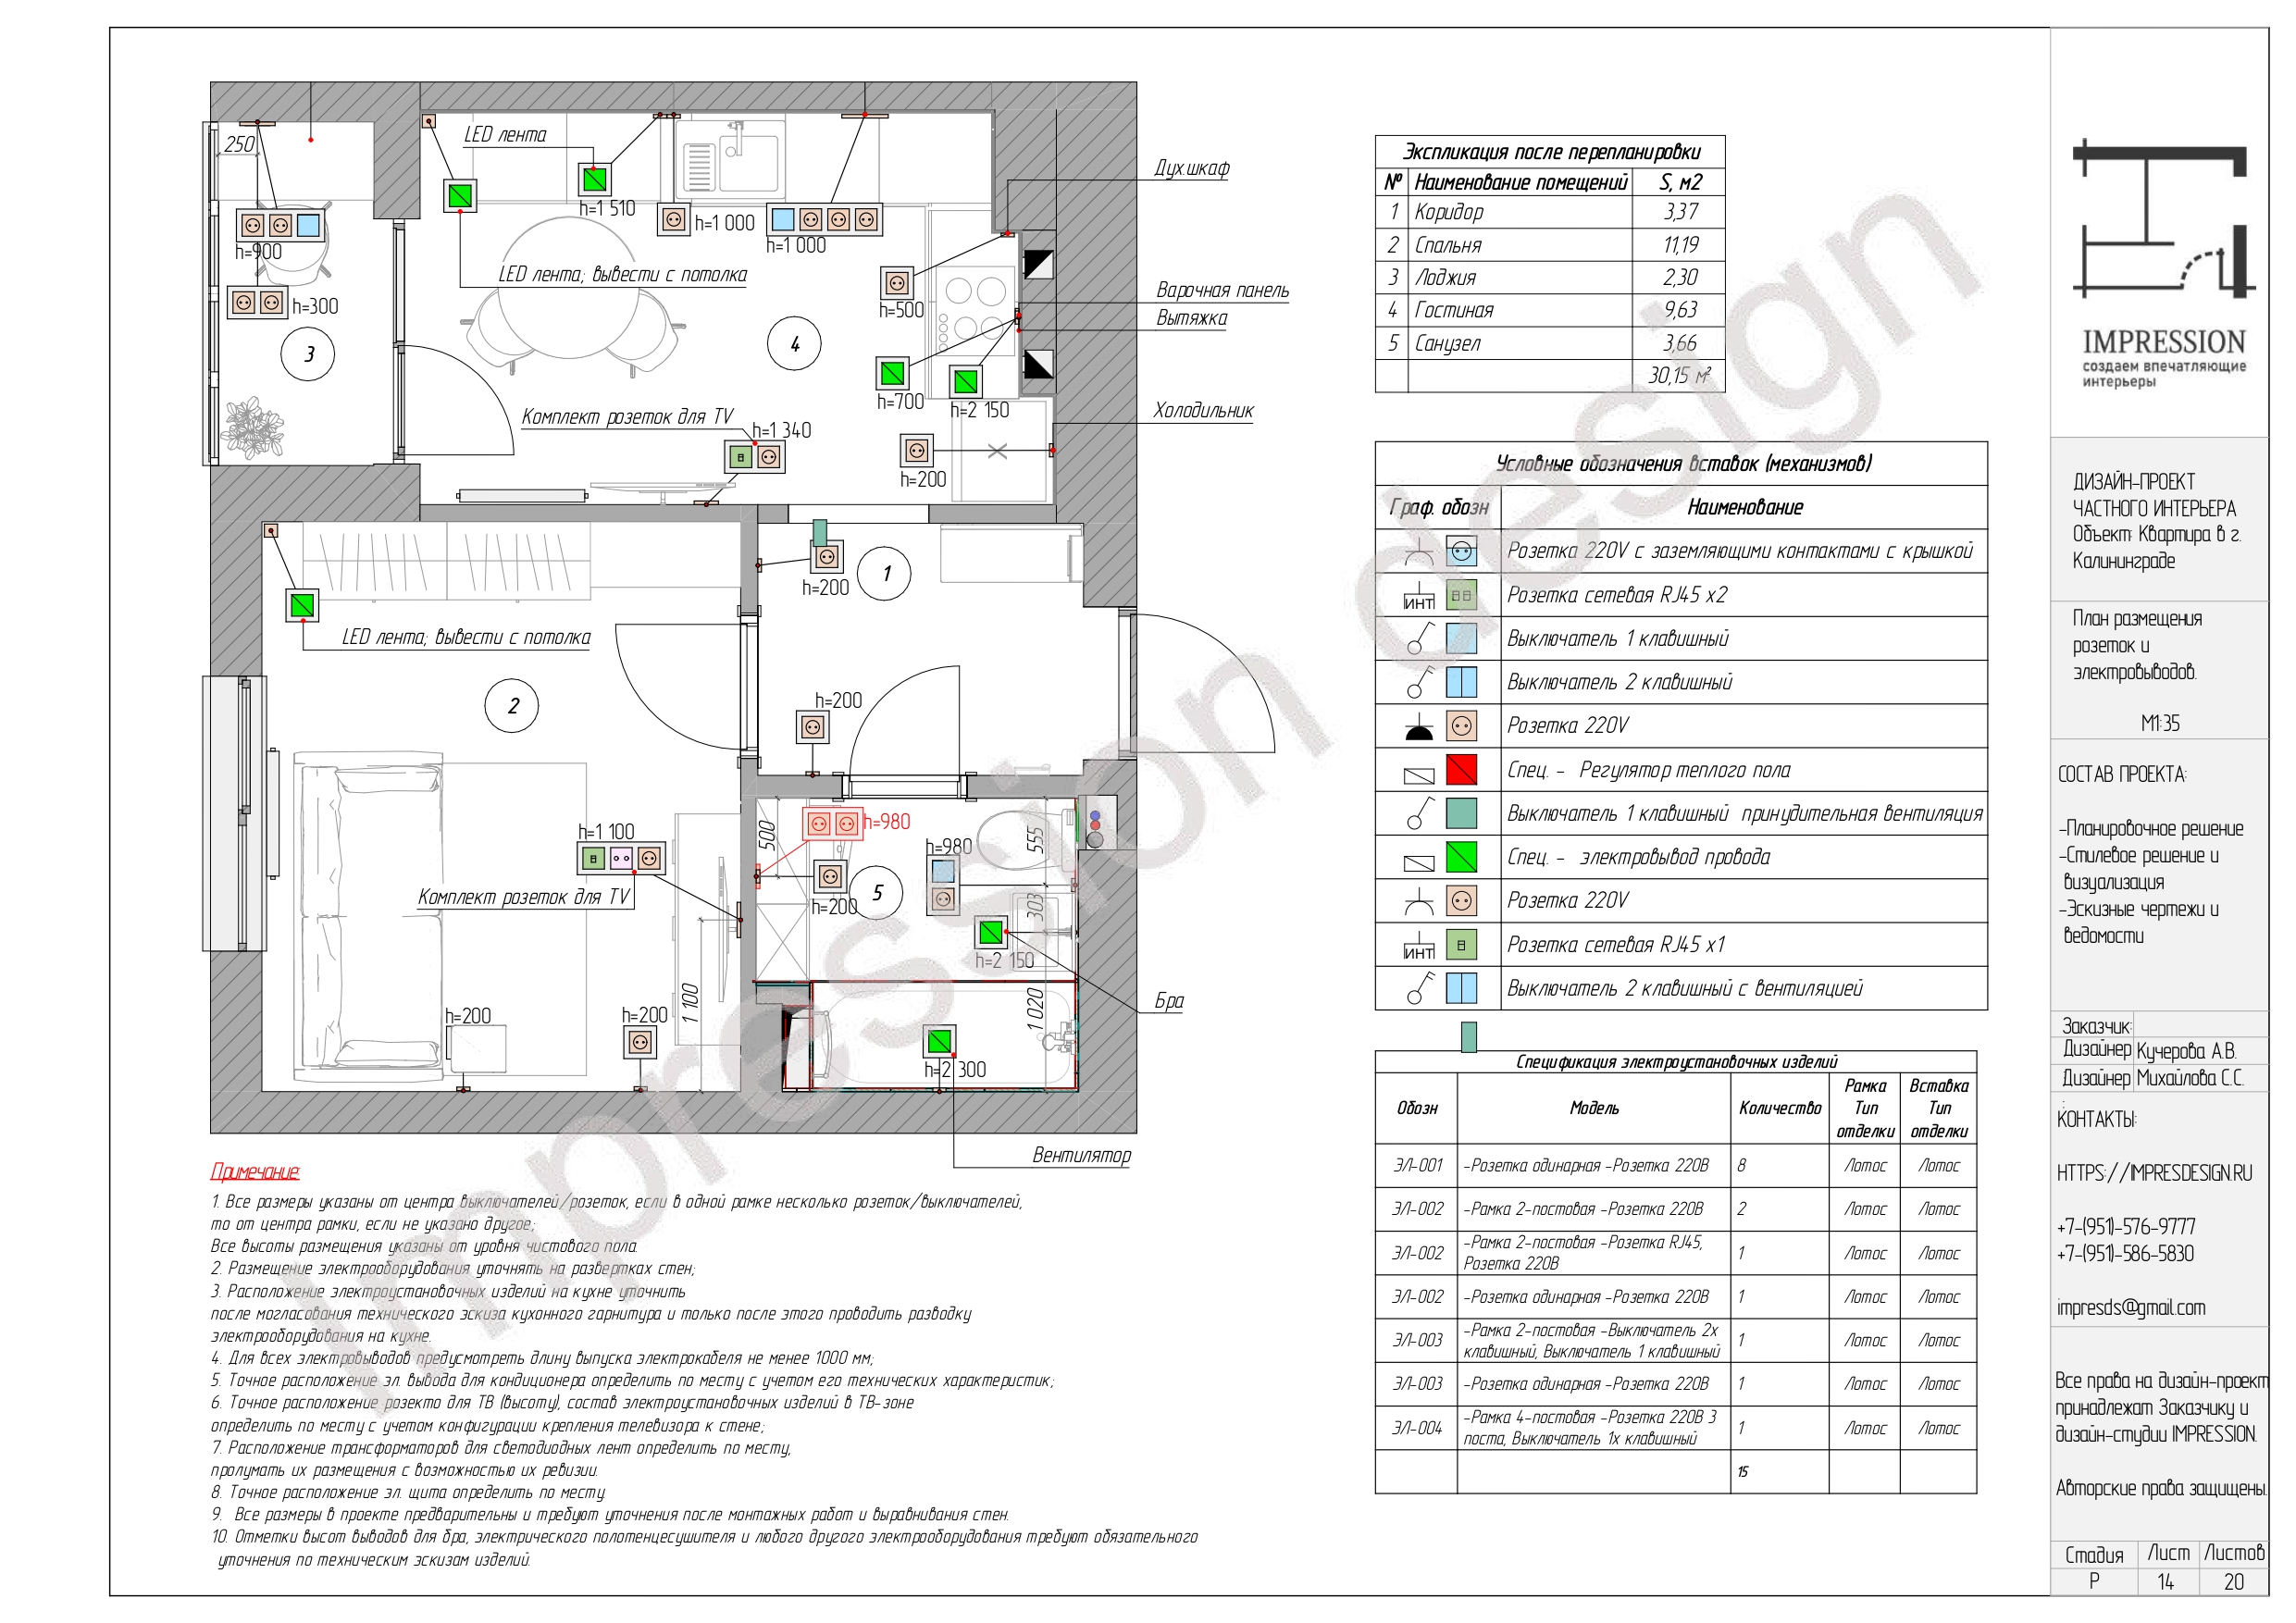 250
LED лента
h=1 510
h=1 000
h=1 000
h=900
h=300
LED лента; вывести с потолка
h=500
h=700
h=2 150
Комплект розеток для TV
h=1 340
h=200
3
4
Дух.шкаф
Варочная панель
Вытяжка
Холодильник
LED лента; вывести с потолка
h=200
1
2
h=200
h=1 100
Комплект розеток для TV
500
h=980
h=980
555
h=200
5
303
h=2 150
1 020
Бра
h=200
h=200
1 100
h=2 300
Вентилятор
Примечание:
1. Все размеры указаны от центра выключателей/розеток, если в одной рамке несколько розеток/выключателей,
то от центра рамки, если не указано другое;
Все высоты размещения указаны от уровня чистового пола.
2. Размещение электрооборудования уточнять на развертках стен;
3. Расположение электроустановочных изделий на кухне уточнить
после могласования технического эскиза кухонного гарнитура и только после этого проводить разводку
электрооборудования на кухне.
4. Для всех электровыводов предусмотреть длину выпуска электрокабеля не менее 1000 мм;
5. Точное расположение эл. вывода для кондиционера определить по месту с учетом его технических характеристик;
6. Точное расположение розекто для ТВ (высоту), состав электроустановочных изделий в ТВ-зоне
определить по месту с учетом конфигурации крепления телевизора к стене;
7. Расположение трансформаторов для светодиодных лент определить по месту,
пролумать их размещения с возможностью их ревизии.
8. Точное расположение эл. щита определить по месту.
9. Все размеры в проекте предварительны и требуют уточнения после монтажных работ и выравнивания стен.
10. Отметки высот выводов для бра, электрического полотенцесушителя и любого другого электрооборудования требуют обязательного
уточнения по техническим эскизам изделий.
Impression design
Экспликация после перепланировки
№ Наименование помещений S, м2
1 Коридор 3,37
2 Спальня 11,19
3 Лоджия 2,30
4 Гостиная 9,63
5 Санузел 3,66
30,15 м²
Условные обозначения вставок (механизмов)
Граф. обозн Наименование
Розетка 220V с заземляющими контактами с крышкой
ИНТ Розетка сетевая RJ45 x2
Выключатель 1 клавишный
Выключатель 2 клавишный
Розетка 220V
Спец. - Регулятор теплого пола
Выключатель 1 клавишный принудительная вентиляция
Спец. - электровывод провода
Розетка 220V
ИНТ Розетка сетевая RJ45 x1
Выключатель 2 клавишный с вентиляцией
Спецификация электроустановочных изделий
Обозн Модель Количество Рамка Тип отделки Вставка Тип отделки
ЭЛ-001 -Розетка одинарная -Розетка 220В 8 Лотос Лотос
ЭЛ-002 -Рамка 2-постовая -Розетка 220В 2 Лотос Лотос
ЭЛ-002 -Рамка 2-постовая -Розетка RJ45, Розетка 220В 1 Лотос Лотос
ЭЛ-002 -Розетка одинарная -Розетка 220В 1 Лотос Лотос
ЭЛ-003 -Рамка 2-постовая -Выключатель 2х клавишный, Выключатель 1 клавишный 1 Лотос Лотос
ЭЛ-003 -Розетка одинарная -Розетка 220В 1 Лотос Лотос
ЭЛ-004 -Рамка 4-постовая -Розетка 220В 3 поста, Выключатель 1х клавишный 1 Лотос Лотос
15
IMPRESSION
создаем впечатляющие
интерьеры
ДИЗАЙН-ПРОЕКТ
ЧАСТНОГО ИНТЕРЬЕРА
Объект: Квартира в г.
Калининграде
План размещения
розеток и
электровыводов.
М1:35
СОСТАВ ПРОЕКТА:
-Планировочное решение
-Стилевое решение и
визуализация
-Эскизные чертежи и
ведомости
Заказчик:
Дизайнер Кучерова А.В.
Дизайнер Михайлова С.С.
:
КОНТАКТЫ:
HTTPS://IMPRESDESIGN.RU
+7-(951)-576-9777
+7-(951)-586-5830
impresds@gmail.com
Все права на дизайн-проект
принадлежат Заказчику и
дизайн-студии IMPRESSION.
Авторские права защищены.
Стадия Лист Листов
Р 14 20